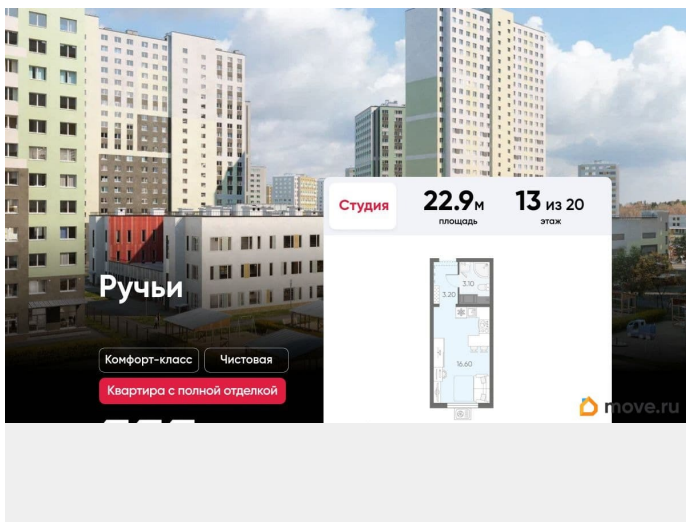 Студия
22.9м
площадь
13 из 20
этаж
Ручьи
Комфорт-класс
Чистовая
Квартира с полной отделкой
3.10
3.20
16.60
move.ru